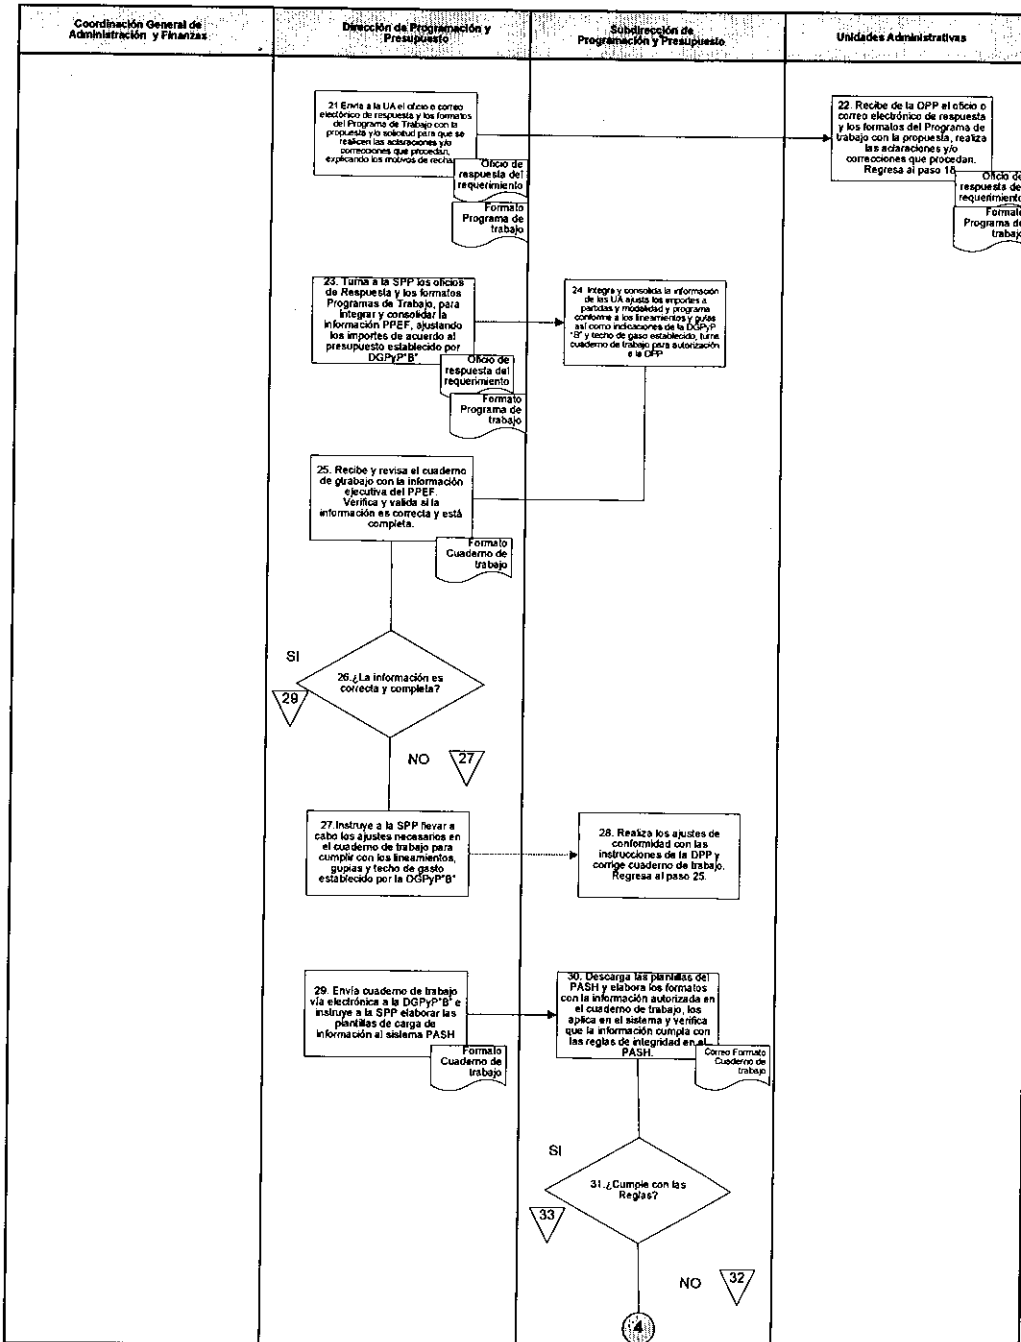 Coordinación General de
Administración y Finanzas
Dirección de Programación y
Presupuesto
Subdirección de
Programación y Presupuesto
Unidades Administrativas
21 Envía a la UA el oficio o correo
electrónico de respuesta y los formatos
del Programa de Trabajo con la
propuesta y/o solicitud para que se
realicen las aclaraciones y/o
correcciones que procedan,
explicando los motivos de
Oficio de
respuesta del
requerimiento
Formato
Programa de
trabajo
22. Recibe de la DPP el oficio o
correo electrónico de respuesta
y los formatos del Programa de
trabajo con la propuesta, realiza
las aclaraciones y/o
correcciones que procedan.
Regresa al paso 18.
Oficio de
respuesta del
requerimiento
Formato
Programa de
trabajo
23. Turna a la SPP los oficios
de Respuesta y los formatos
Programas de Trabajo, para
integrar y consolidar la
información PPEF, ajustando
los importes de acuerdo al
presupuesto establecido por
DGPyP"B"
Oficio de
respuesta del
requerimiento
Formato
Programa de
trabajo
24 Integra y consolida la información
de las UA ajusta los importes a
partidas y modalidad y programa
conforme a los lineamientos y guías
así como indicaciones de la DGPyP
"B" y techo de gaso establecido, turna
cuaderno de trabajo para autorización
a la DPP
25. Recibe y revisa el cuaderno
de gtrabajo con la información
ejecutiva del PPEF.
Verifica y valida si la
información es correcta y está
completa.
Formato
Cuaderno de
trabajo
SI
26.¿La información es
correcta y completa?
29
NO
27
27.Instruye a la SPP llevar a
cabo los ajustes necesarios en
el cuaderno de trabajo para
cumplir con los lineamientos,
gupias y techo de gasto
establecido por la DGPyP"B"
28. Realiza los ajustes de
conformidad con las
instrucciones de la DPP y
corrige cuaderno de trabajo.
Regresa al paso 25.
29. Envía cuaderno de trabajo
vía electrónica a la DGPyP"B" e
instruye a la SPP elaborar las
plantillas de carga de
información al sistema PASH
Formato
Cuaderno de
trabajo
30. Descarga las plantillas del
PASH y elabora los formatos
con la información autorizada en
el cuaderno de trabajo, los
aplica en el sistema y verifica
que la información cumpla con
las reglas de integridad en el
PASH.
Correo Formato
Cuaderno de
trabajo
SI
31.¿Cumple con las
Reglas?
33
NO
32
4